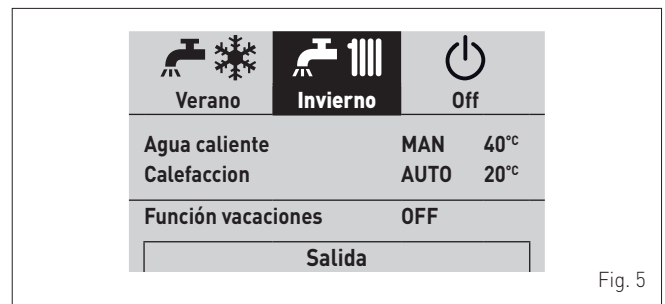 Verano Invierno Off
Agua caliente MAN 40°C
Calefaccion AUTO 20°C
Función vacaciones OFF
Salida
Fig. 5